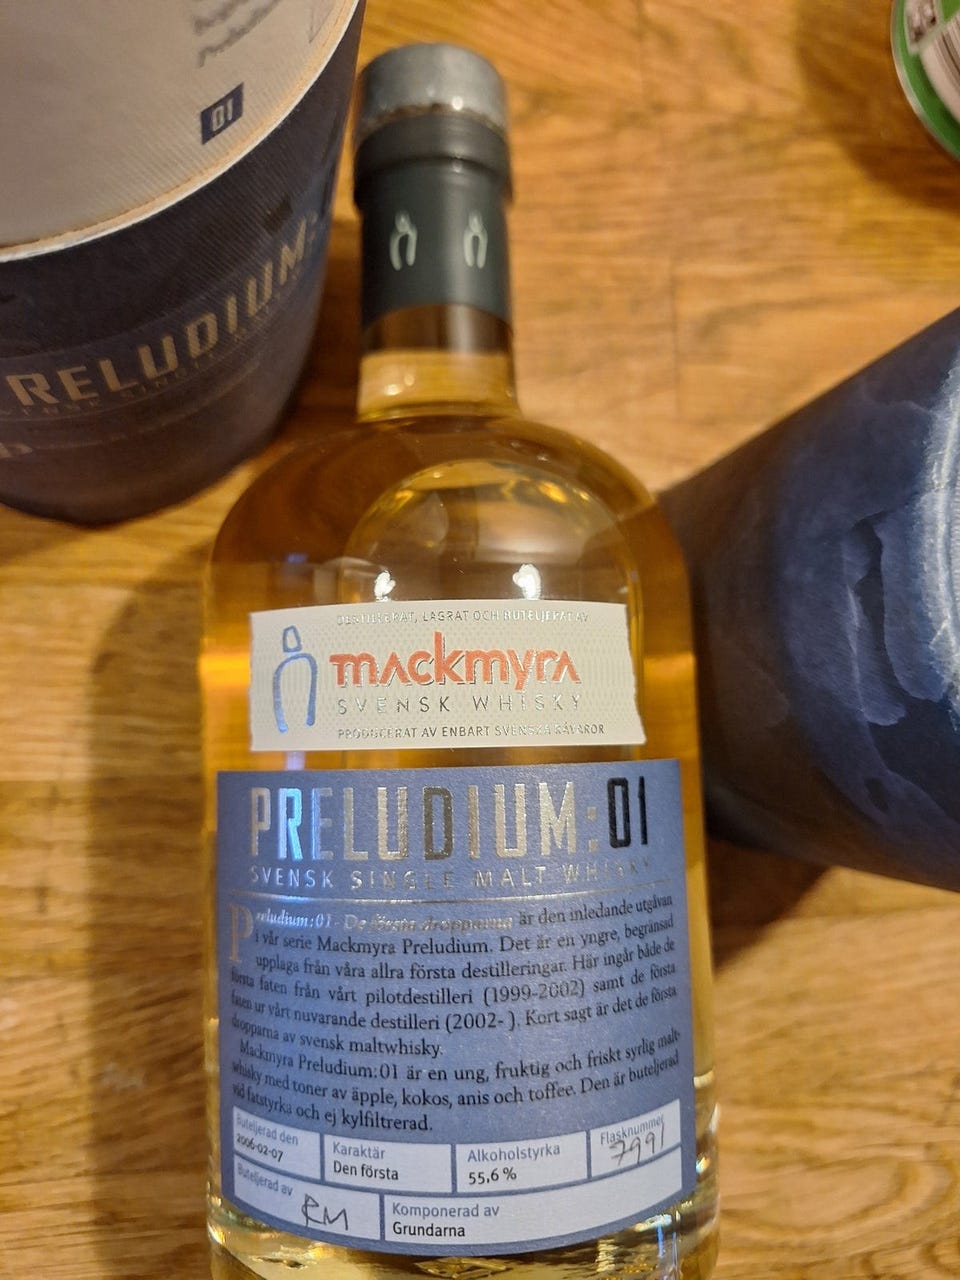 01
PRELUDIUM:
DESTILLERAT, LAGRAT OCH BUTELJERAT AV
mackmyra
SVENSK WHISKY
PRODUCERAT AV ENBART SVENSKA RÅVAROR
PRELUDIUM:01
SVENSK SINGLE MALT WHISKY
Preludium:01 - De första dropparna är den inledande utgåvan
i vår serie Mackmyra Preludium. Det är en yngre, begränsad
upplaga från våra allra första destilleringar. Här ingår både de
första faten från vårt pilotdestilleri (1999-2002) samt de första
faten ur vårt nuvarande destilleri (2002- ). Kort sagt är det de första
dropparna av svensk maltwhisky.
Mackmyra Preludium:01 är en ung, fruktig och friskt syrlig malt-
whisky med toner av äpple, kokos, anis och toffee. Den är buteljerad
vid fatstyrka och ej kylfiltrerad.
Buteljerad den
2006-02-07
Karaktär
Den första
Alkoholstyrka
55,6 %
Flasknummer
7991
Buteljerad av
RM
Komponerad av
Grundarna